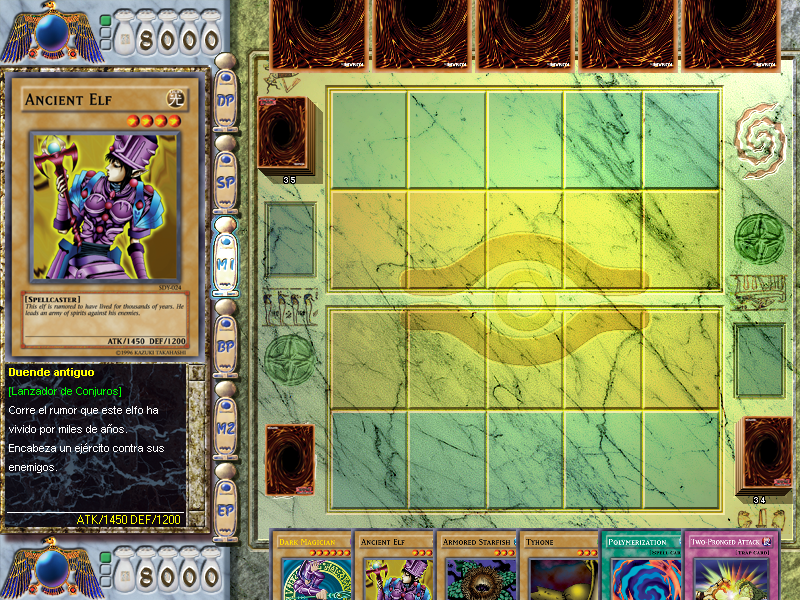 8000
ANCIENT ELF
SDY-024
[SPELLCASTER]
This elf is rumored to have lived for thousands of years. He
leads an army of spirits against his enemies.
ATK/1450 DEF/1200
©1996 KAZUKI TAKAHASHI
Duende antiguo
[Lanzador de Conjuros]
Corre el rumor que este elfo ha
vivido por miles de años.
Encabeza un ejército contra sus
enemigos.
ATK/1450 DEF/1200
8000
DP
SP
M1
BP
M2
EP
35
34
DARK MAGICIAN
ANCIENT ELF
ARMORED STARFISH
TYHONE
POLYMERIZATION
[SPELL CAR
TWO-PRONGED ATTACK
[TRAP CARD]